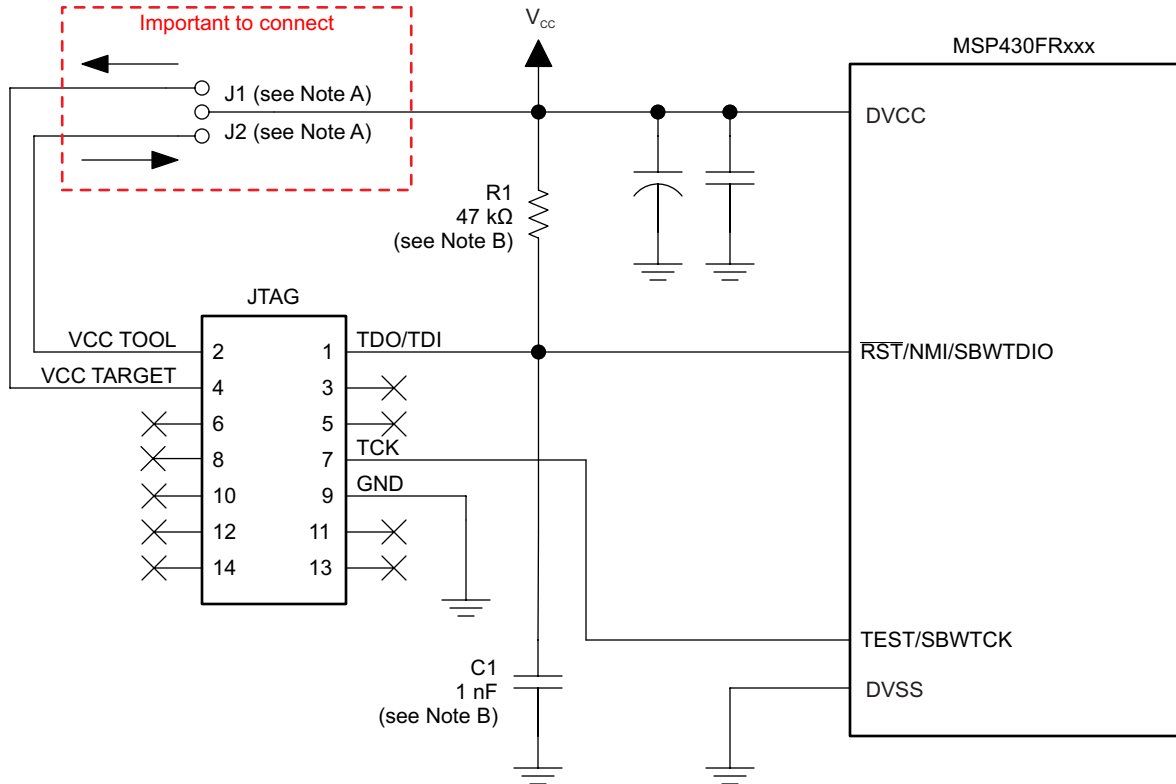 Important to connect
J1 (see Note A)
J2 (see Note A)
VCC
MSP430FRxxx
DVCC
R1
47 kΩ
(see Note B)
JTAG
VCC TOOL
2
1
TDO/TDI
R̅S̅T̅/NMI/SBWTDIO
VCC TARGET
4
3
6
5
8
7
TCK
10
9
GND
12
11
14
13
TEST/SBWTCK
C1
1 nF
(see Note B)
DVSS